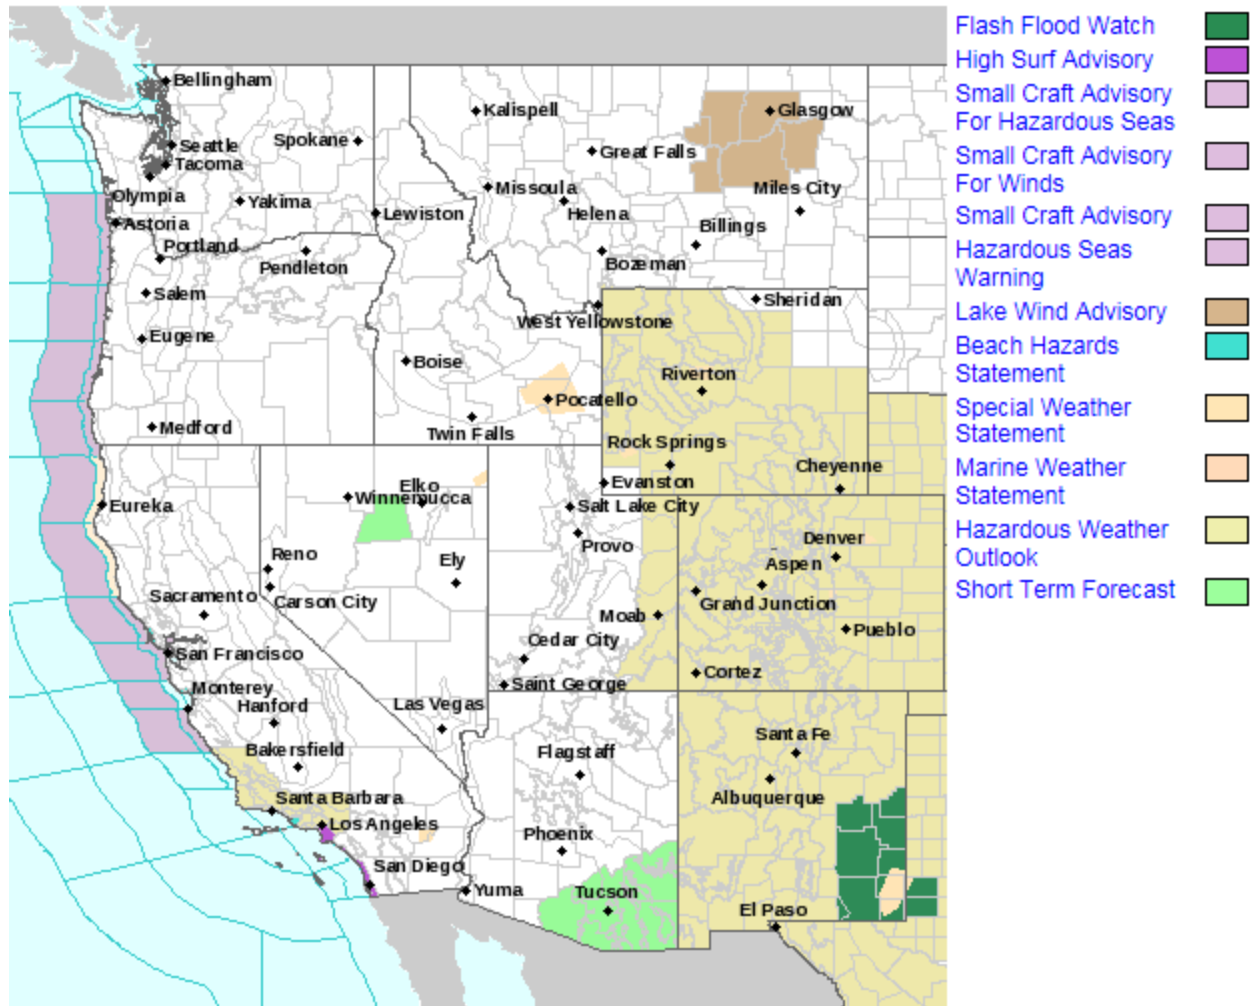 Bellingham
Kalispell
Glasgow
Seattle
Spokane
Great Falls
Tacoma
Missoula
Miles City
Olympia
Yakima
Helena
Lewiston
Astoria
Billings
Portland
Pendleton
Bozeman
Salem
Sheridan
West Yellowstone
Eugene
Boise
Riverton
Pocatello
Medford
Twin Falls
Rock Springs
Cheyenne
Elko
Evanston
Winnemucca
Eureka
Salt Lake City
Provo
Denver
Reno
Ely
Aspen
Sacramento
Carson City
Grand Junction
Moab
Pueblo
Cedar City
San Francisco
Cortez
Saint George
Monterey
Hanford
Las Vegas
Santa Fe
Bakersfield
Flagstaff
Albuquerque
Santa Barbara
Los Angeles
Phoenix
San Diego
Yuma
Tucson
El Paso
Flash Flood Watch
High Surf Advisory
Small Craft Advisory
For Hazardous Seas
Small Craft Advisory
For Winds
Small Craft Advisory
Hazardous Seas
Warning
Lake Wind Advisory
Beach Hazards
Statement
Special Weather
Statement
Marine Weather
Statement
Hazardous Weather
Outlook
Short Term Forecast